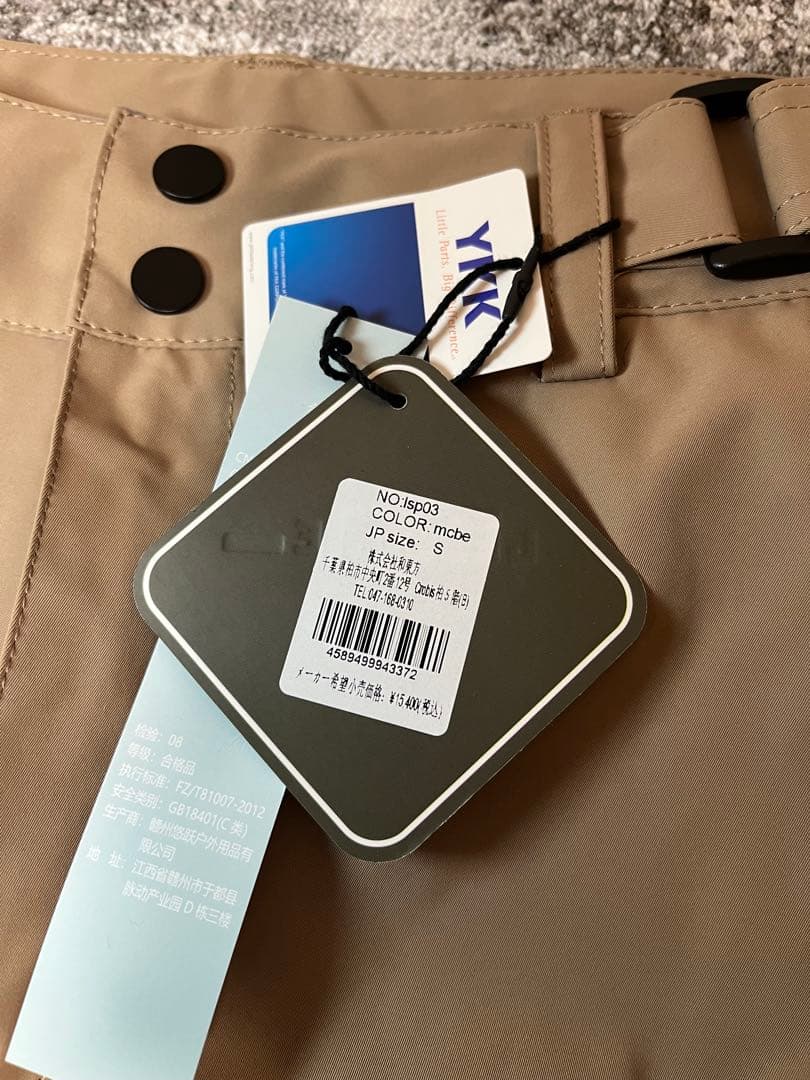 YKK
Little Parts. Big Difference.
CN
NO:lsp03
COLOR: mcbe
JP size: S
株式会社和東方
千葉県柏市中央町2番12号 Cirobis柏 5 階(B)
TEL 047-168-0310
4589499943372
メーカー希望小売価格: ¥15,400(税込)
检验: 08
等级: 合格品
执行标准: FZ/T81007-2012
安全类别: GB18401(C 类)
生产商: 赣州悠跃户外用品有
限公司
地 址: 江西省赣州市于都县
脉动产业园 D 栋三楼